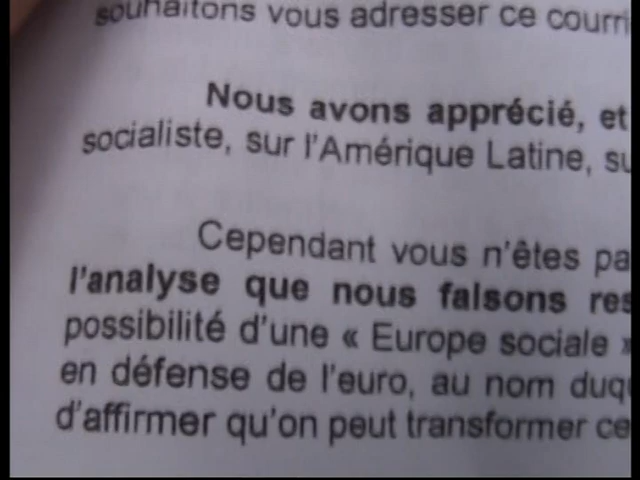 souhaitons vous adresser ce courri
Nous avons apprécié, et
socialiste, sur l'Amérique Latine, su
Cependant vous n'êtes pa
l'analyse que nous faisons res
possibilité d'une « Europe sociale »
en défense de l'euro, au nom duq
d'affirmer qu'on peut transformer ce